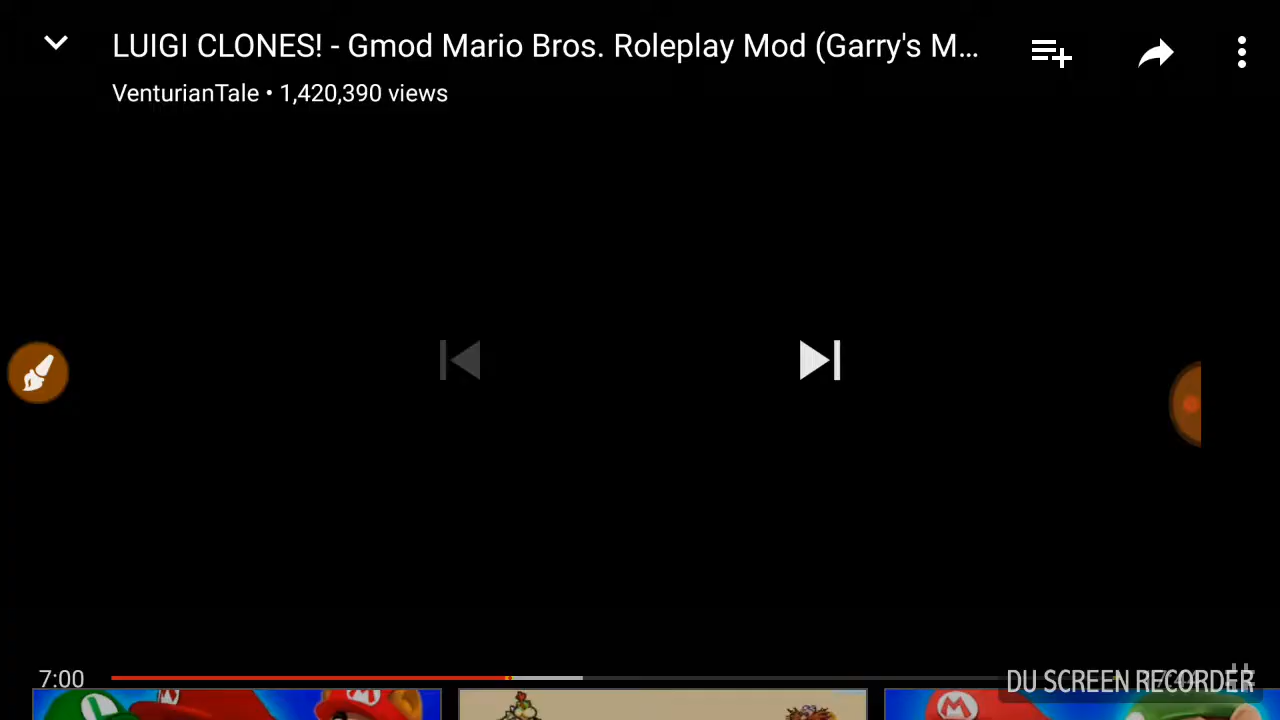 LUIGI CLONES! - Gmod Mario Bros. Roleplay Mod (Garry's M...
VenturianTale • 1,420,390 views
7:00
DU SCREEN RECORDER